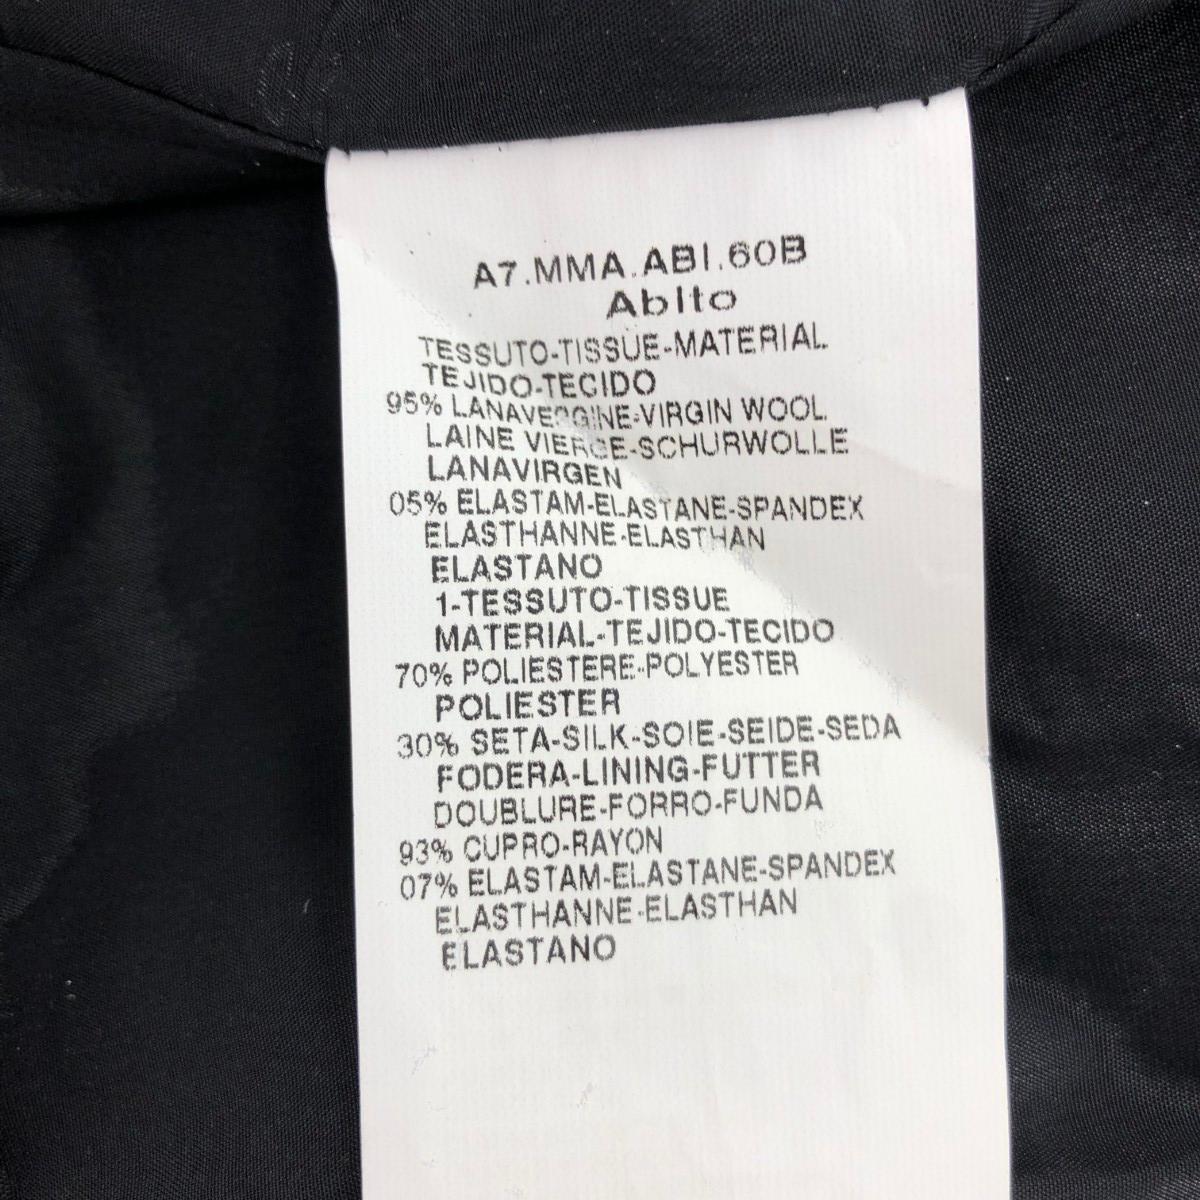 A7.MMA.ABI.60B
Abito
TESSUTO-TISSUE-MATERIAL
TEJIDO-TECIDO
95% LANAVERGINE-VIRGIN WOOL
LAINE VIERGE-SCHURWOLLE
LANAVIRGEN
05% ELASTAM-ELASTANE-SPANDEX
ELASTHANNE-ELASTHAN
ELASTANO
1-TESSUTO-TISSUE
MATERIAL-TEJIDO-TECIDO
70% POLIESTERE-POLYESTER
POLIESTER
30% SETA-SILK-SOIE-SEIDE-SEDA
FODERA-LINING-FUTTER
DOUBLURE-FORRO-FUNDA
93% CUPRO-RAYON
07% ELASTAM-ELASTANE-SPANDEX
ELASTHANNE-ELASTHAN
ELASTANO